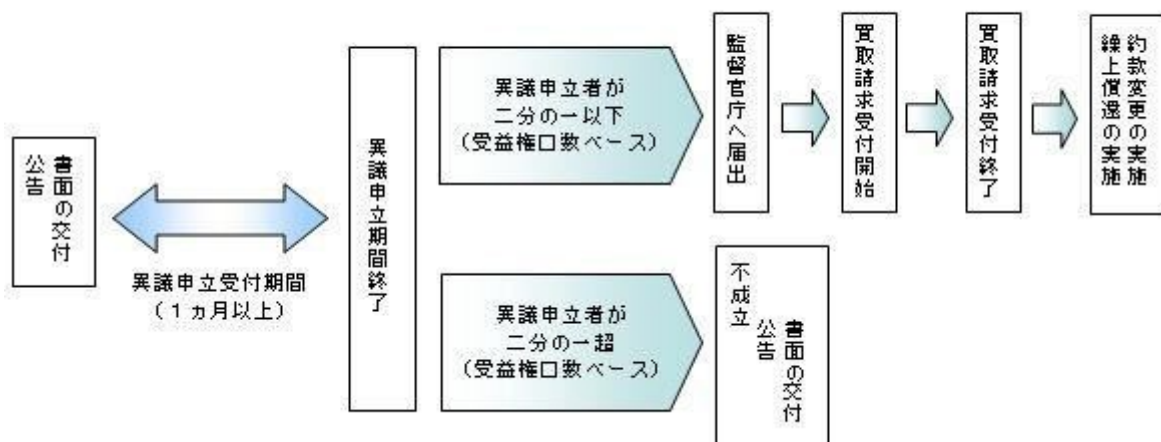 書面の交付
公告
異議申立受付期間
（１ヵ月以上）
異議申立期間終了
異議申立者が
二分の一以下
（受益権口数ベース）
監督官庁へ届出
買取請求受付開始
買取請求受付終了
約款変更の実施
繰上償還の実施
異議申立者が
二分の一超
（受益権口数ベース）
不成立
書面の交付
公告